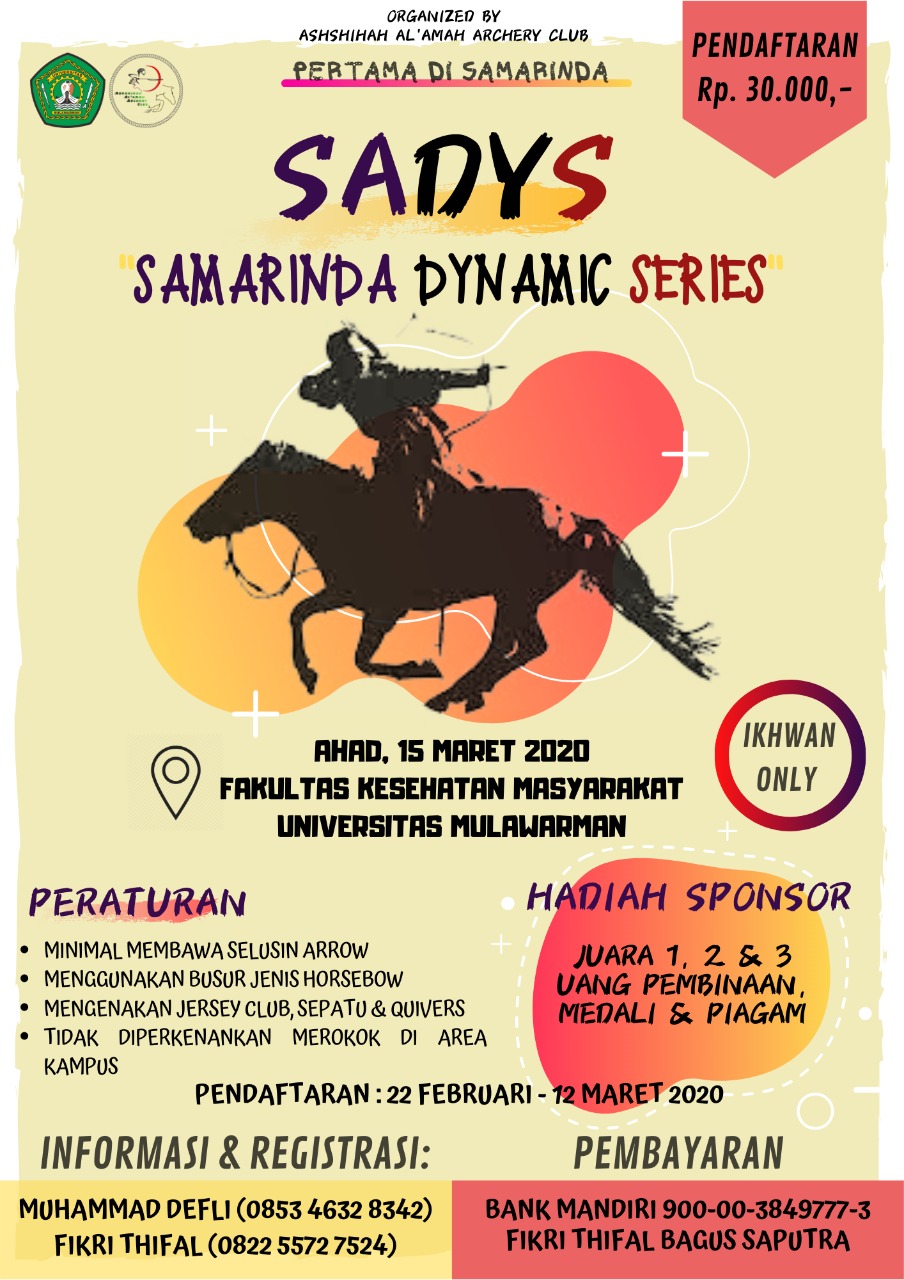 ORGANIZED BY
ASHSHIHAH AL'AMAH ARCHERY CLUB
PERTAMA DI SAMARINDA
PENDAFTARAN
Rp. 30.000,-
SADYS
"SAMARINDA DYNAMIC SERIES"
AHAD, 15 MARET 2020
FAKULTAS KESEHATAN MASYARAKAT
UNIVERSITAS MULAWARMAN
IKHWAN
ONLY
PERATURAN
• MINIMAL MEMBAWA SELUSIN ARROW
• MENGGUNAKAN BUSUR JENIS HORSEBOW
• MENGENAKAN JERSEY CLUB, SEPATU & QUIVERS
• TIDAK DIPERKENANKAN MEROKOK DI AREA
KAMPUS
HADIAH SPONSOR
JUARA 1, 2 & 3
UANG PEMBINAAN,
MEDALI & PIAGAM
PENDAFTARAN : 22 FEBRUARI - 12 MARET 2020
INFORMASI & REGISTRASI:
MUHAMMAD DEFLI (0853 4632 8342)
FIKRI THIFAL (0822 5572 7524)
PEMBAYARAN
BANK MANDIRI 900-00-3849777-3
FIKRI THIFAL BAGUS SAPUTRA